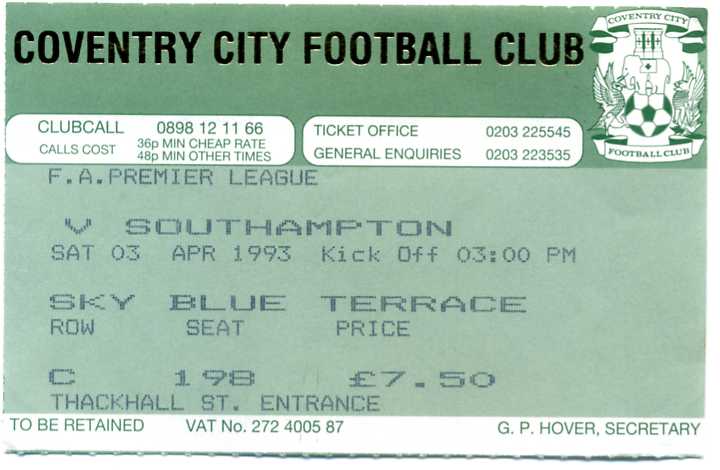 COVENTRY CITY FOOTBALL CLUB
COVENTRY CITY
FOOTBALL CLUB
CLUBCALL 0898 12 11 66
CALLS COST 36p MIN CHEAP RATE
48p MIN OTHER TIMES
TICKET OFFICE 0203 225545
GENERAL ENQUIRIES 0203 223535
F.A.PREMIER LEAGUE
V SOUTHAMPTON
SAT 03 APR 1993 Kick Off 03:00 PM
SKY BLUE TERRACE
ROW SEAT PRICE
C 198 £7.50
THACKHALL ST. ENTRANCE
TO BE RETAINED VAT No. 272 4005 87 G. P. HOVER, SECRETARY